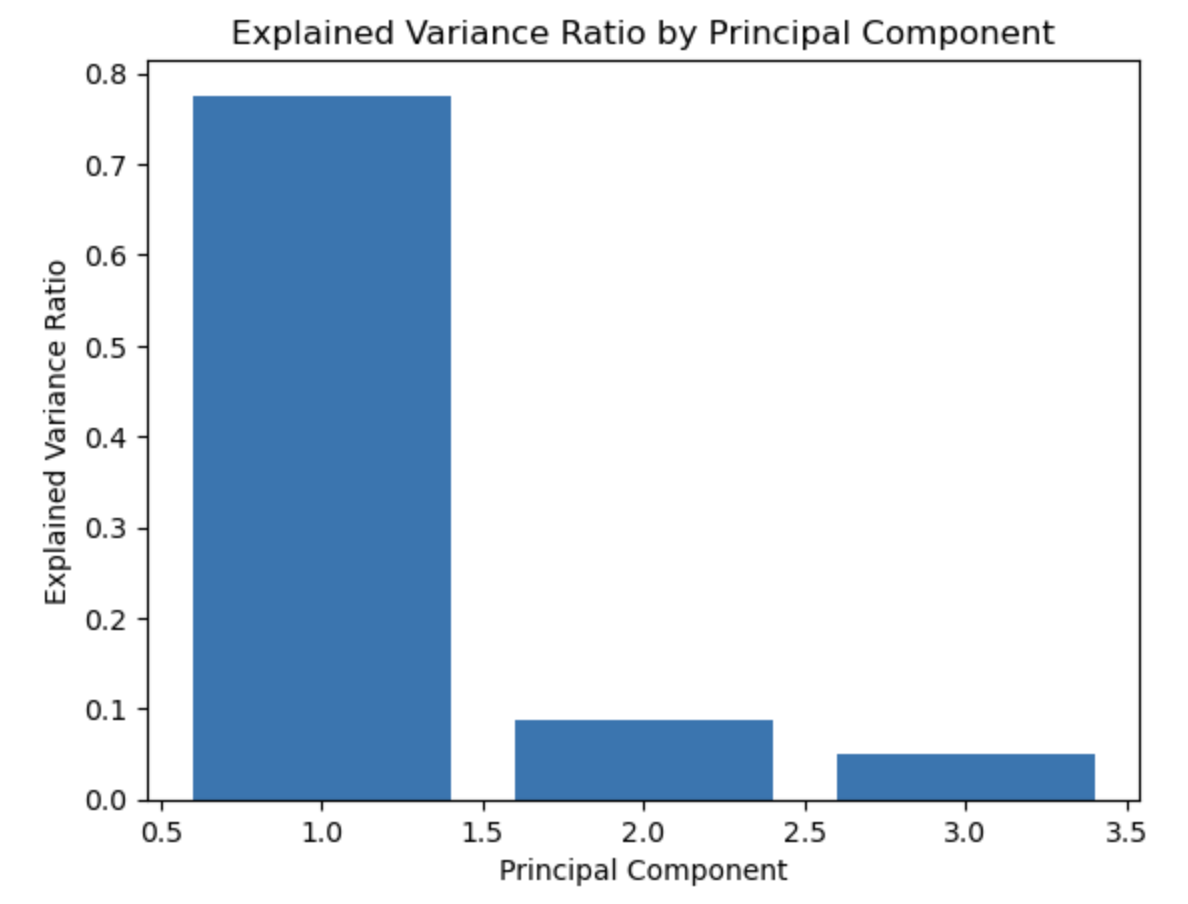 Explained Variance Ratio by Principal Component
0.8
0.7
0.6
0.5
0.4
0.3
0.2
0.1
0.0
Explained Variance Ratio
0.5 1.0 1.5 2.0 2.5 3.0 3.5
Principal Component